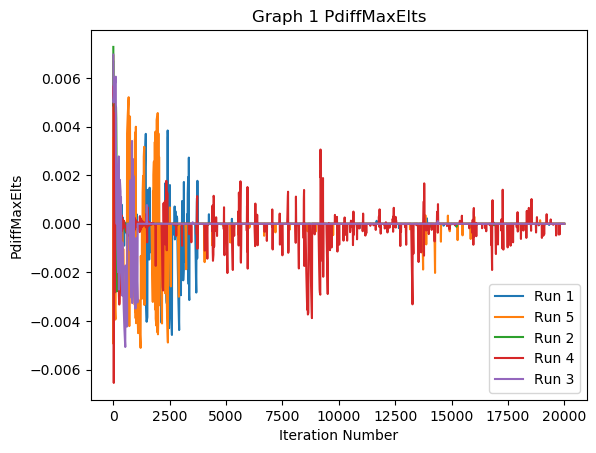 Graph 1 PdiffMaxElts
PdiffMaxElts
0.006
0.004
0.002
0.000
−0.002
−0.004
−0.006
Run 1
Run 5
Run 2
Run 4
Run 3
0
2500
5000
7500
10000
12500
15000
17500
20000
Iteration Number